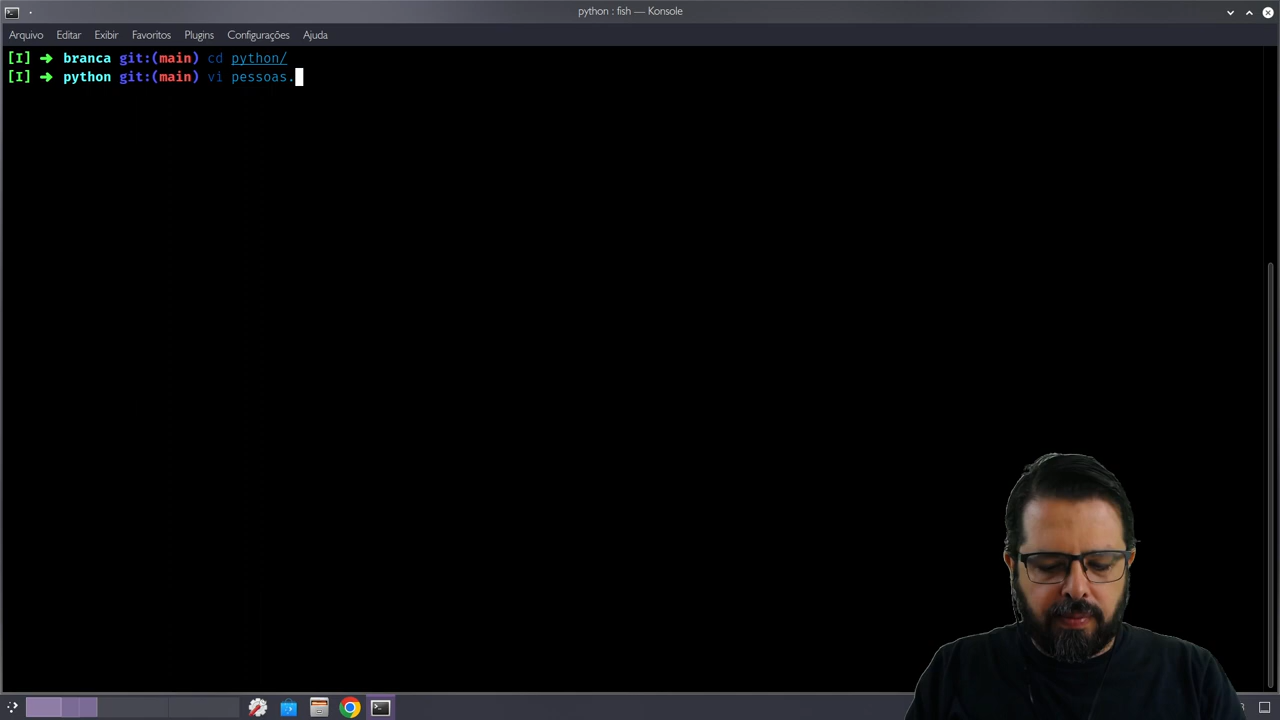 python : fish — Konsole
Arquivo Editar Exibir Favoritos Plugins Configurações Ajuda
[I] ➜ branca git:(main) cd python/
[I] ➜ python git:(main) vi pessoas.